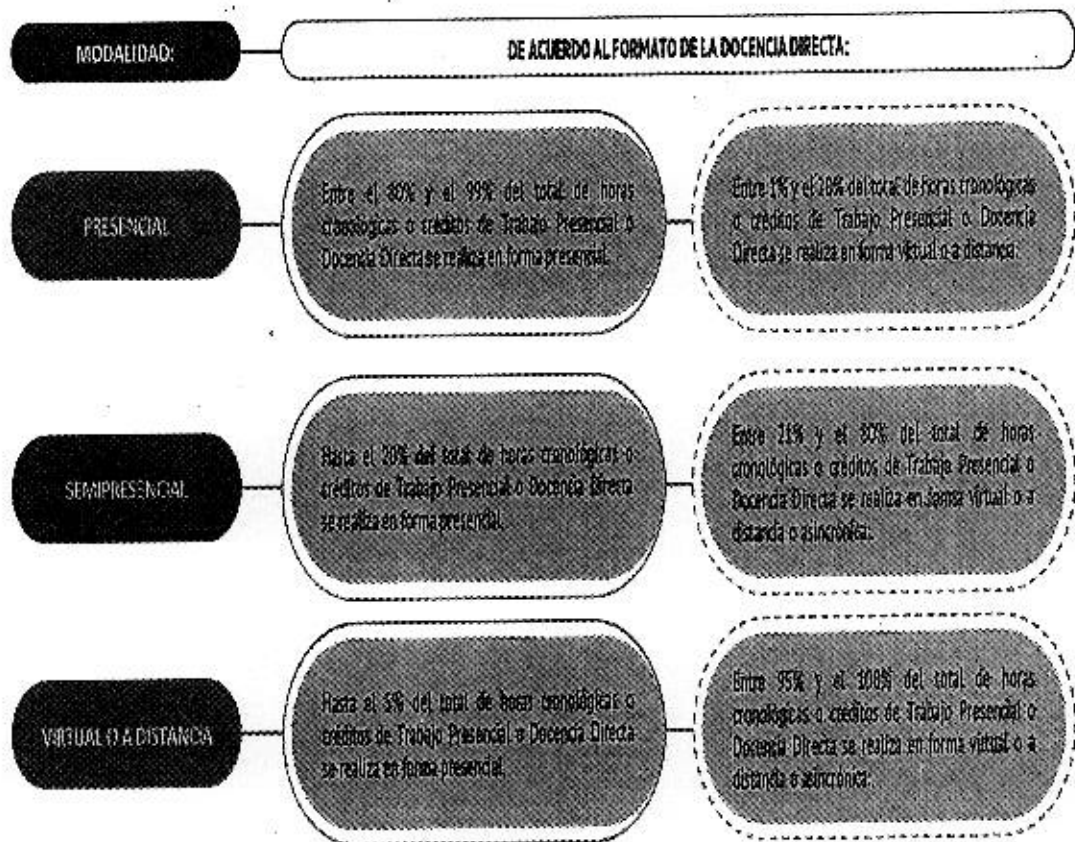 MODALIDAD:
DE ACUERDO AL FORMATO DE LA DOCENCIA DIRECTA:
PRESENCIAL
Entre el 80% y el 99% del total de horas
cronológicas o créditos de Trabajo Presencial o
Docencia Directa se realiza en forma presencial.
Entre 1% y el 20% del total de horas cronológicas
o créditos de Trabajo Presencial o Docencia
Directa se realiza en forma virtual o a distancia.
SEMIPRESENCIAL
Hasta el 20% del total de horas cronológicas o
créditos de Trabajo Presencial o Docencia Directa
se realiza en forma presencial.
Entre 21% y el 80% del total de horas
cronológicas o créditos de Trabajo Presencial o
Docencia Directa se realiza en forma virtual o a
distancia o asincrónica.
VIRTUAL O A DISTANCIA
Hasta el 5% del total de horas cronológicas o
créditos de Trabajo Presencial o Docencia Directa
se realiza en forma presencial.
Entre 95% y el 100% del total de horas
cronológicas o créditos de Trabajo Presencial o
Docencia Directa se realiza en forma virtual o a
distancia o asincrónica.